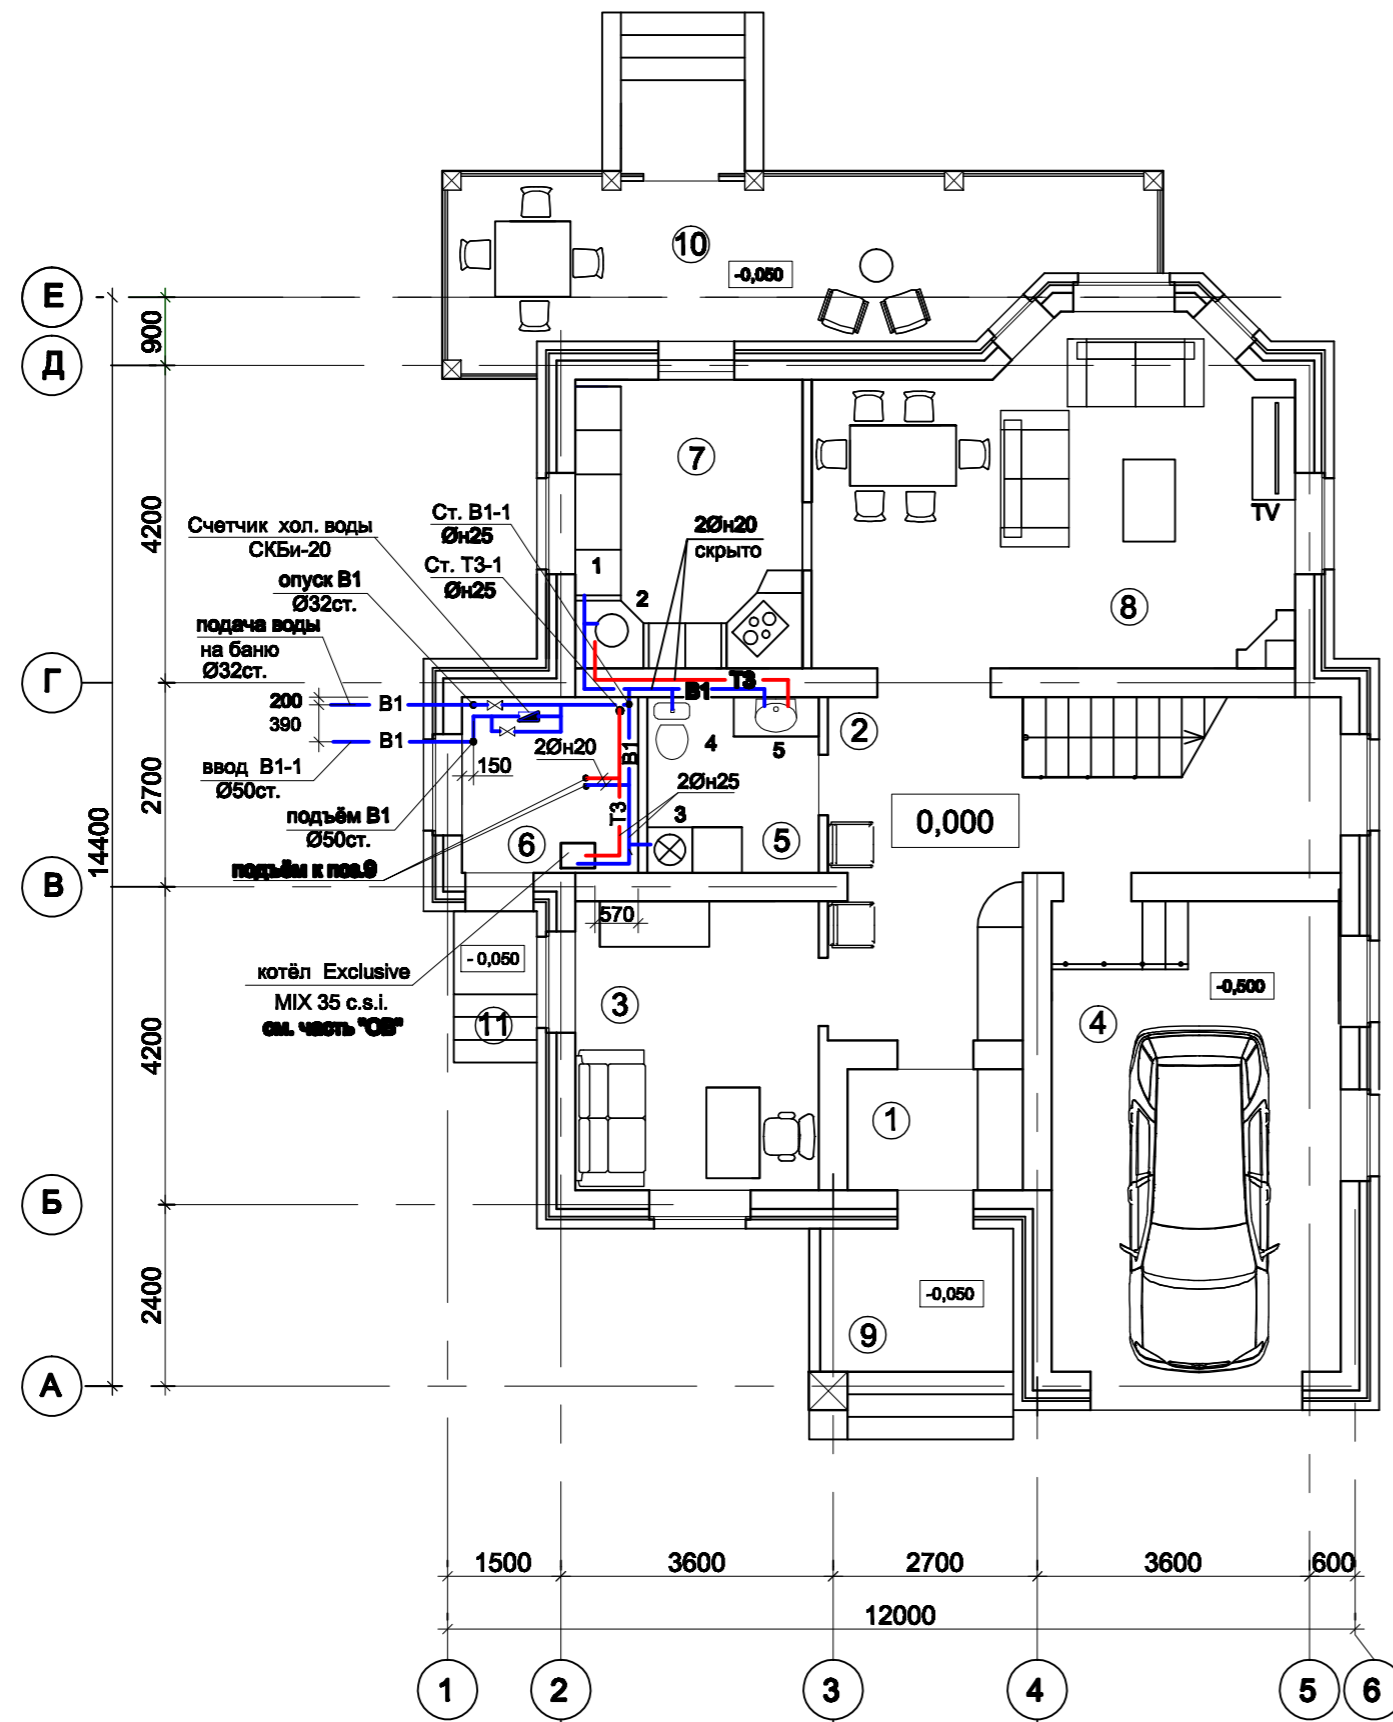 10
-0,050
Е
900
Д
7
4200
Счетчик хол. воды
СКБи-20
Ст. В1-1
Øн25
2Øн20
скрыто
TV
Ст. Т3-1
Øн25
1
опуск В1
Ø32ст.
2
8
подача воды
на баню
Ø32ст.
Г
Т3
В1
200
В1
390
В1
2
4
5
В1
2Øн20
ввод В1-1
Ø50ст.
150
2Øн25
2700
14400
Т3
3
0,000
подъём В1
Ø50ст.
6
5
подъём к поз.9
В
570
- 0,050
котёл Exclusive
MIX 35 c.s.i.
см. часть "ОВ"
-0,500
3
11
4
4200
1
Б
2400
-0,050
9
А
1500
3600
2700
3600
600
12000
1
2
3
4
5
6